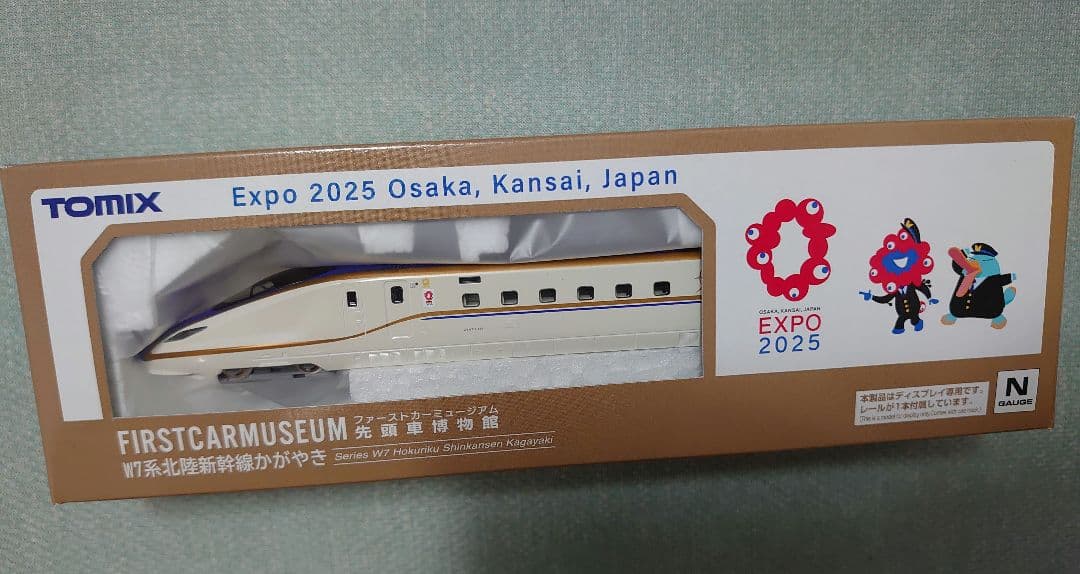 TOMIX
Expo 2025 Osaka, Kansai, Japan
OSAKA, KANSAI, JAPAN
EXPO
2025
FIRSTCARMUSEUM
ファーストカーミュージアム
先頭車博物館
W7系北陸新幹線かがやき
Series W7 Hokuriku Shinkansen Kagayaki
本製品はディスプレイ専用です。
レールが1本付属しています。
N
GAUGE